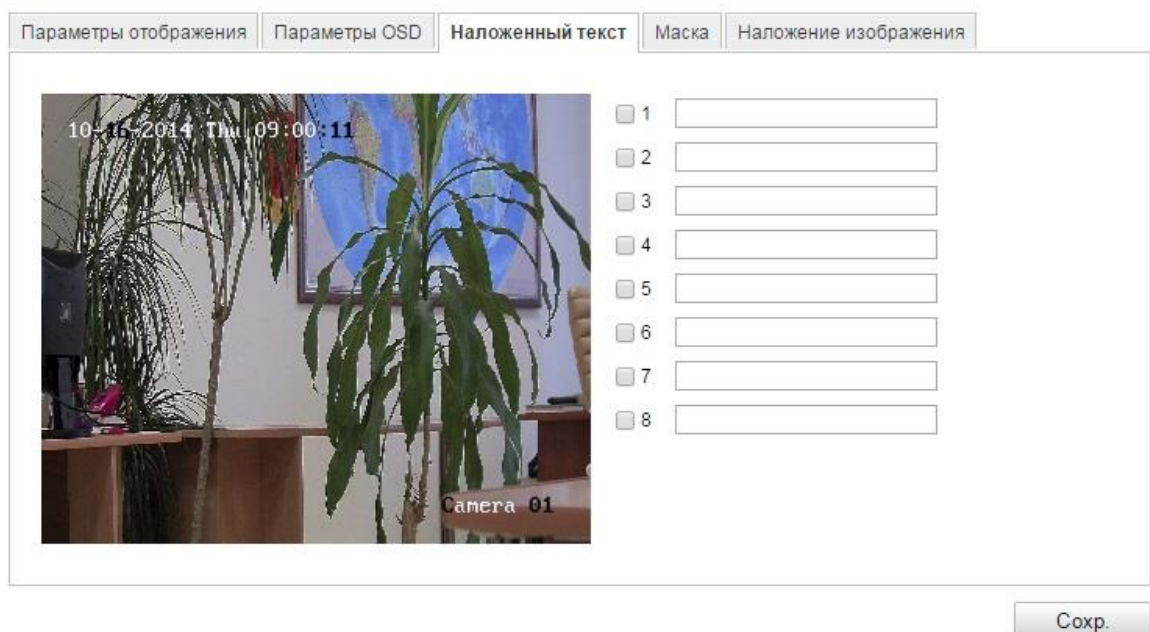 Параметры отображения Параметры OSD Наложенный текст Маска Наложение изображения
10-16-2014 Thu 09:00:11
1
2
3
4
5
6
7
8
Camera 01
Сохр.